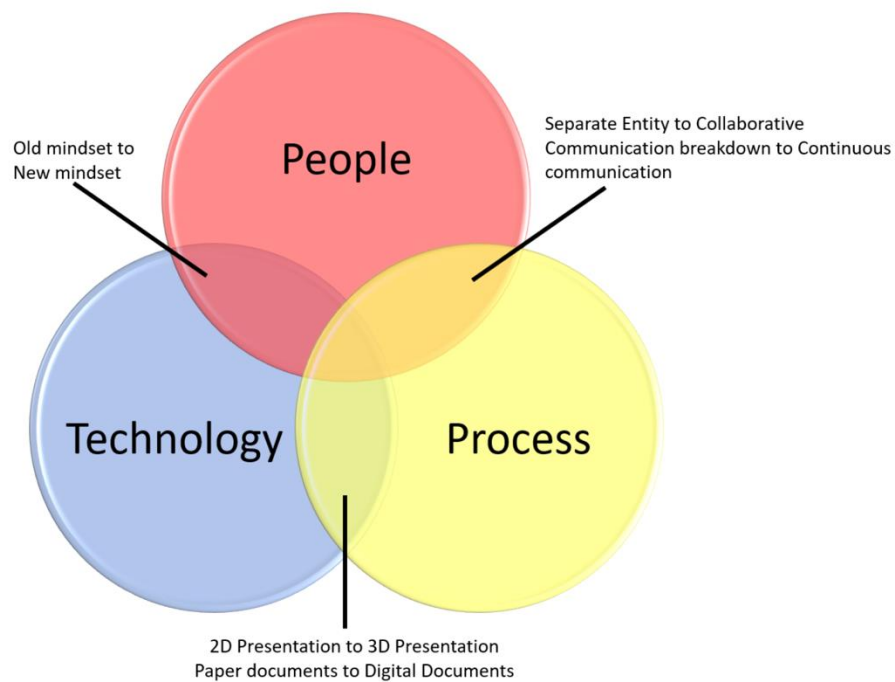 People
Old mindset to
New mindset
Separate Entity to Collaborative
Communication breakdown to Continuous
communication
Technology
Process
2D Presentation to 3D Presentation
Paper documents to Digital Documents